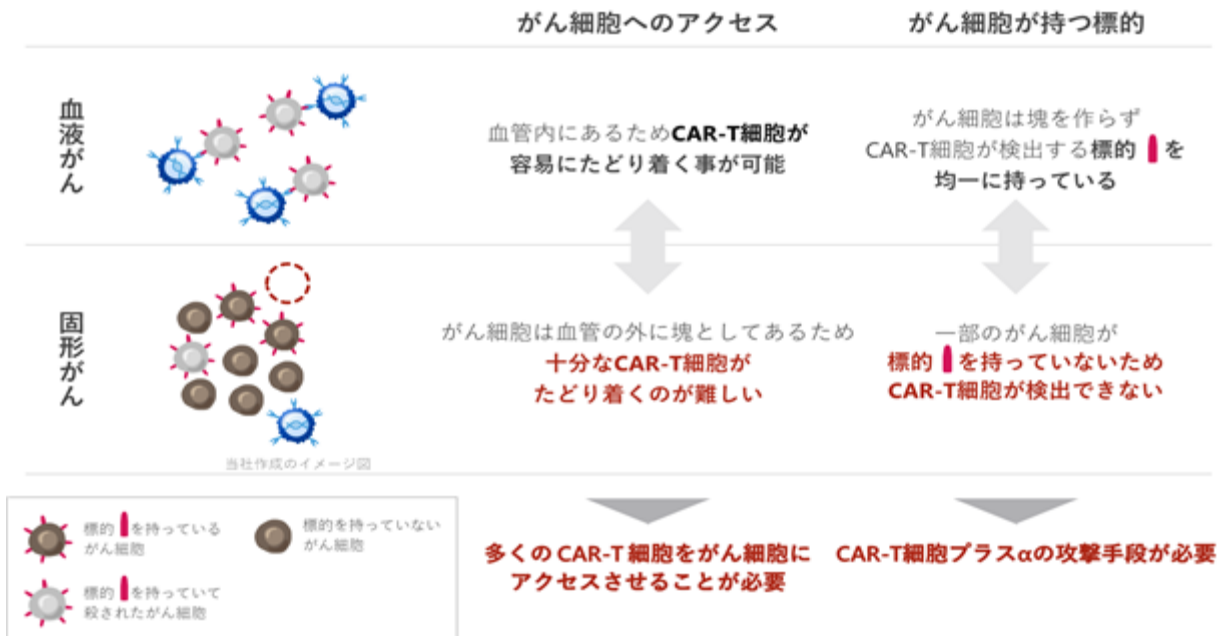 がん細胞へのアクセス
がん細胞が持つ標的
血液がん
血管内にあるためCAR-T細胞が
容易にたどり着く事が可能
がん細胞は塊を作らず
CAR-T細胞が検出する標的 を
均一に持っている
固形がん
がん細胞は血管の外に塊としてあるため
十分なCAR-T細胞が
たどり着くのが難しい
一部のがん細胞が
標的 を持っていないため
CAR-T細胞が検出できない
当社作成のイメージ図
標的 を持っている
がん細胞
標的を持っていない
がん細胞
標的 を持っていて
殺されたがん細胞
多くのCAR-T細胞をがん細胞に
アクセスさせることが必要
CAR-T細胞プラスαの攻撃手段が必要